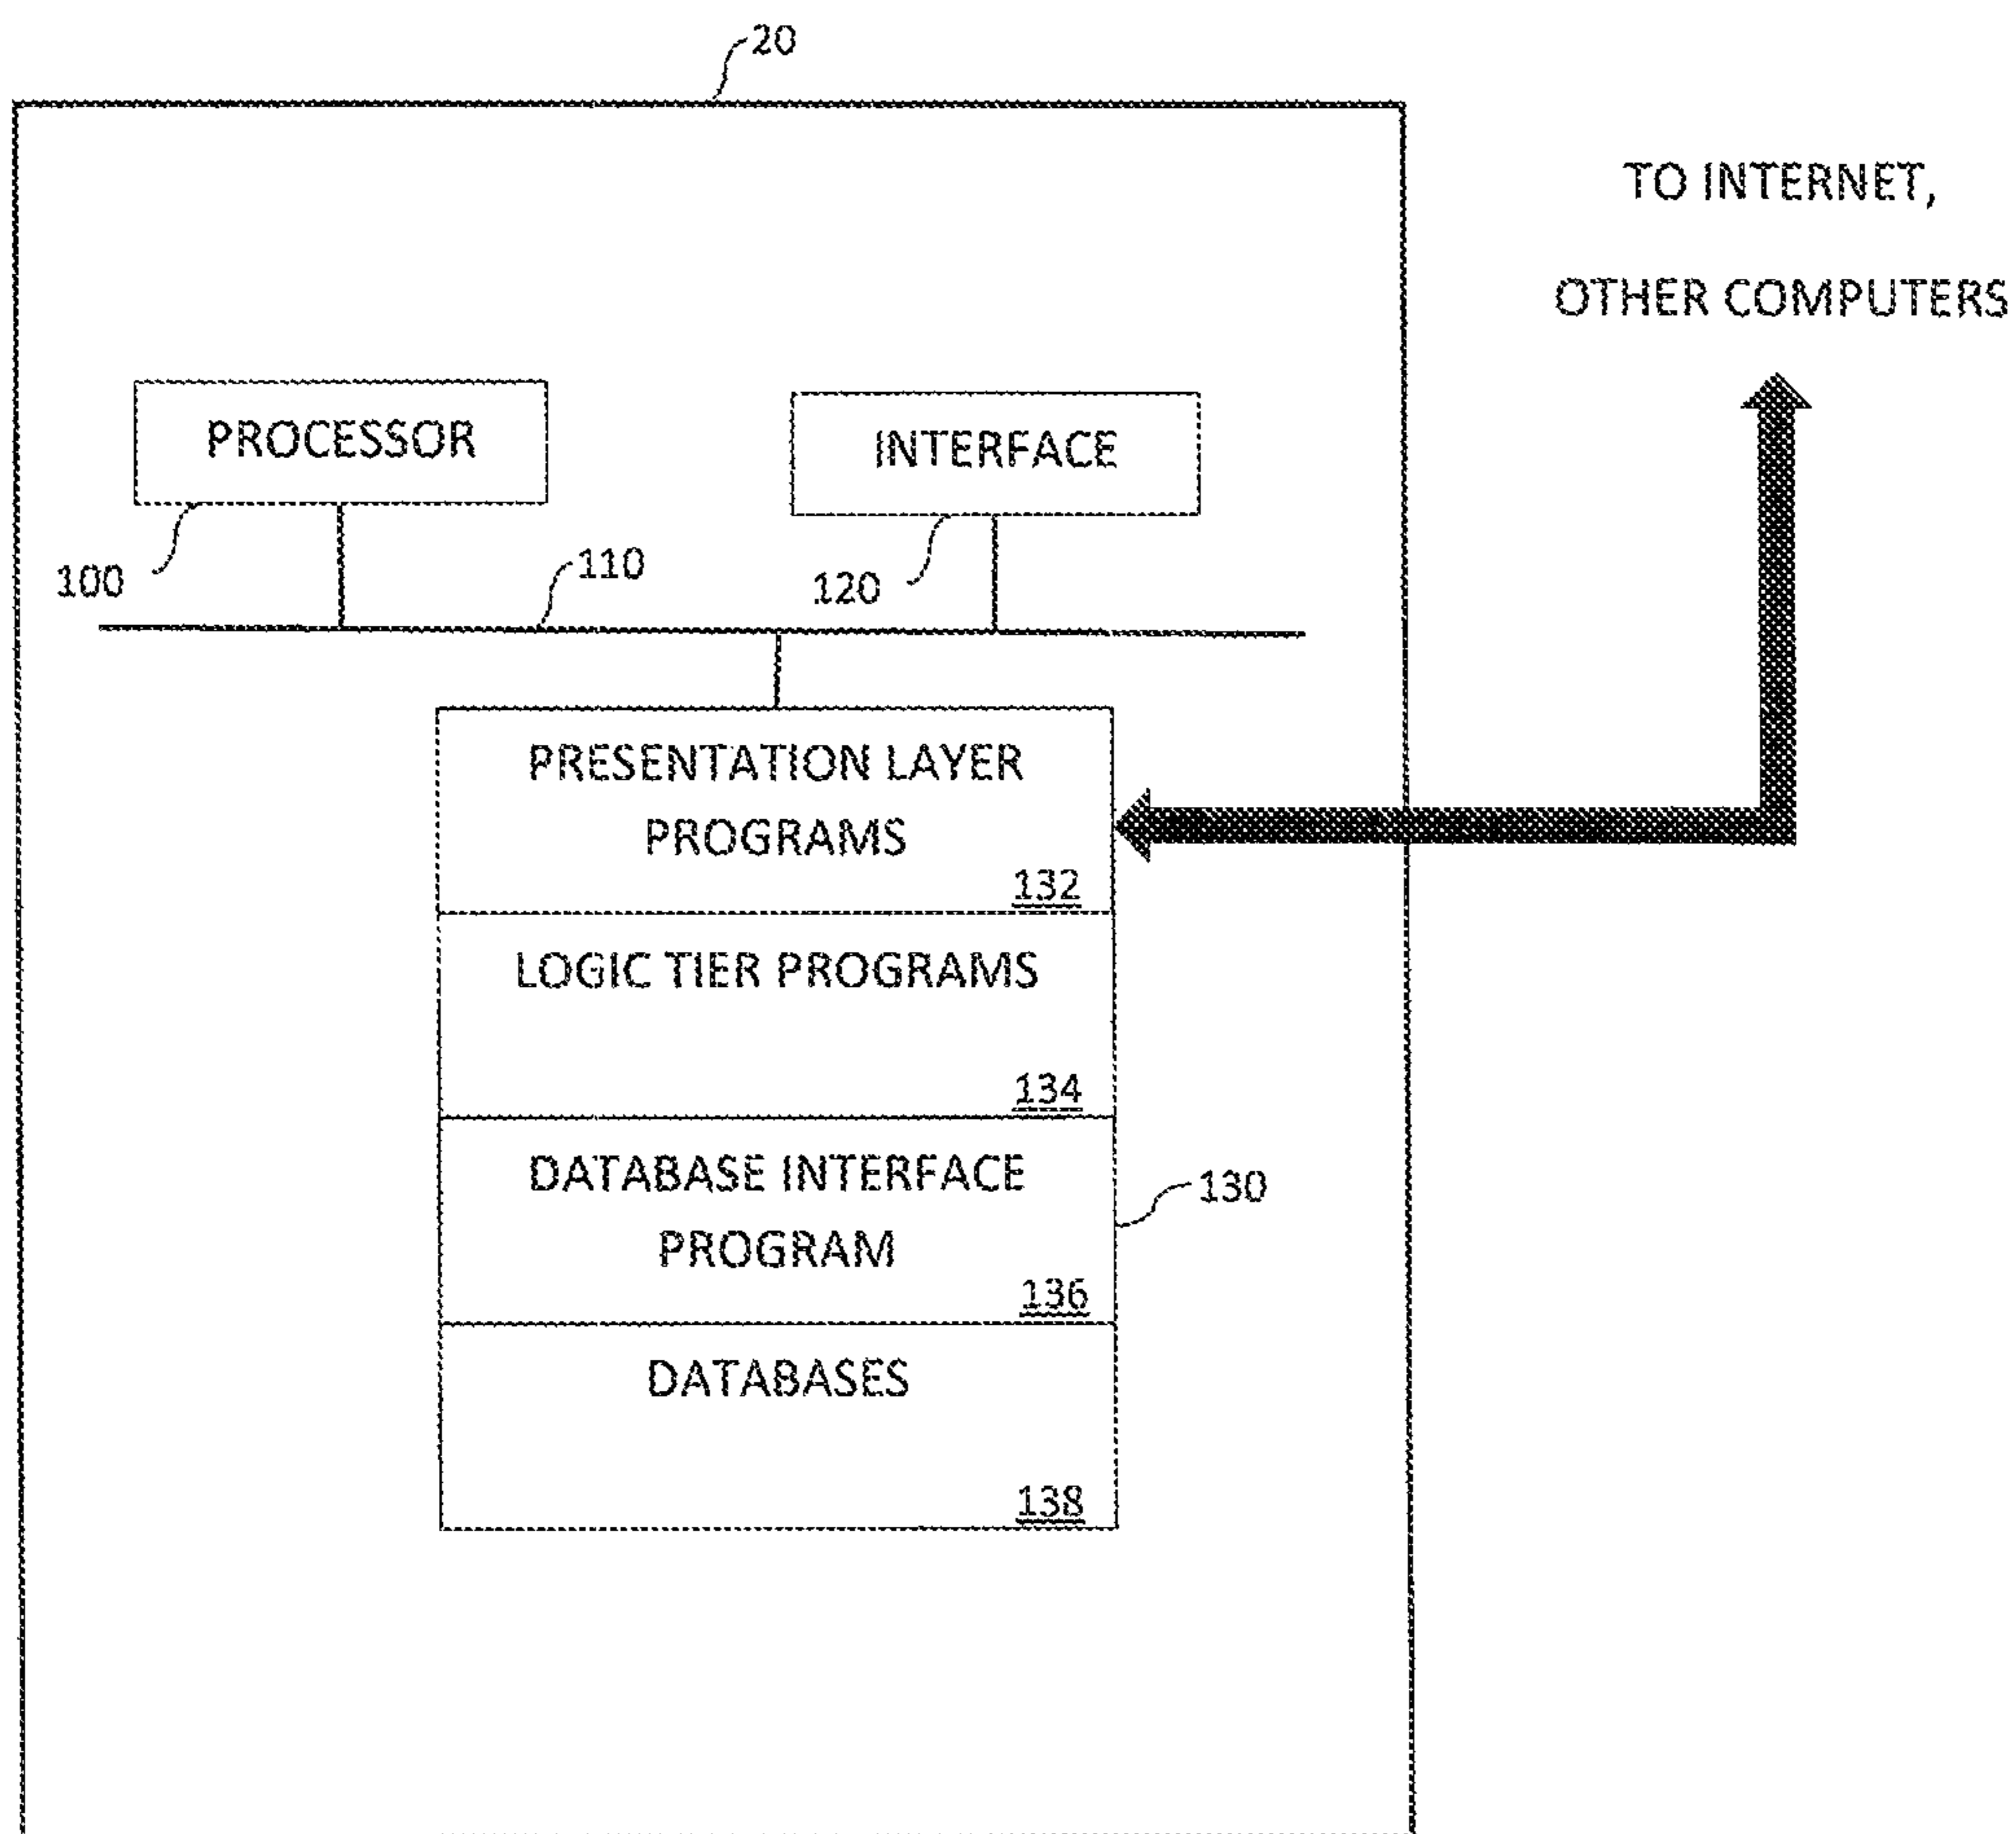 20
TO INTERNET,
OTHER COMPUTERS
PROCESSOR
INTERFACE
100
110
120
PRESENTATION LAYER
PROGRAMS
132
LOGIC TIER PROGRAMS
134
DATABASE INTERFACE
PROGRAM
136
130
DATABASES
138